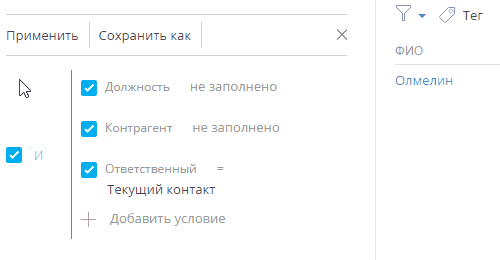 Применить Сохранить как
Должность не заполнено
Контрагент не заполнено
И
Ответственный =
Текущий контакт
Добавить условие
Тег
ФИО
Олмелин